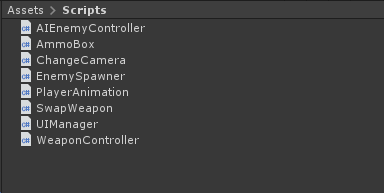 Assets > Scripts
AIEnemyController
AmmoBox
ChangeCamera
EnemySpawner
PlayerAnimation
SwapWeapon
UIManager
WeaponController